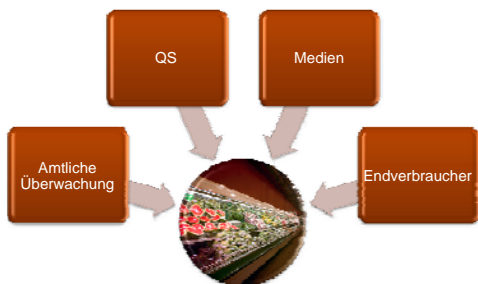 QS
Medien
Amtliche
Überwachung
Endverbraucher